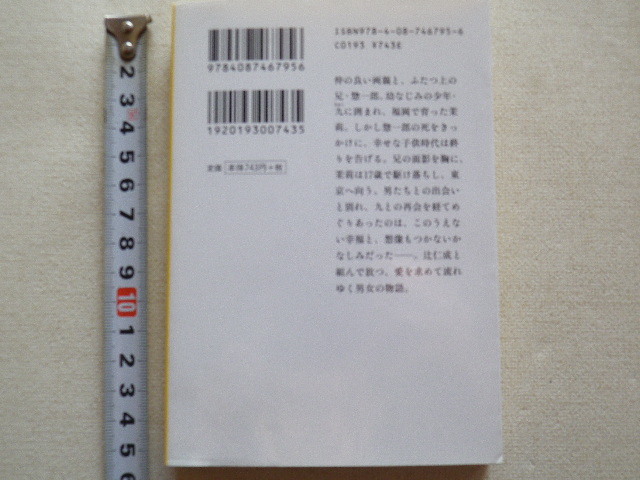 ISBN978-4-08-746795-6
C0193 ¥743E
9784087467956
1920193007435
定価 本体743円+税
仲の良い両親と、ふたつ上の
兄・惣一郎、幼なじみの少年・
九に囲まれ、福岡で育った茉
莉。しかし惣一郎の死をきっ
かけに、幸せな子供時代は終
りを告げる。兄の面影を胸に、
茉莉は17歳で駆け落ちし、東
京へ向う。男たちとの出会い
と別れ、九との再会を経てめ
ぐりあったのは、このうえな
い幸福と、想像もつかないか
なしみだった――。辻仁成と
組んで放つ、愛を求めて流れ
ゆく男女の物語。
2
3
4
5
6
7
8
9
10
1
2
3
4
5
6